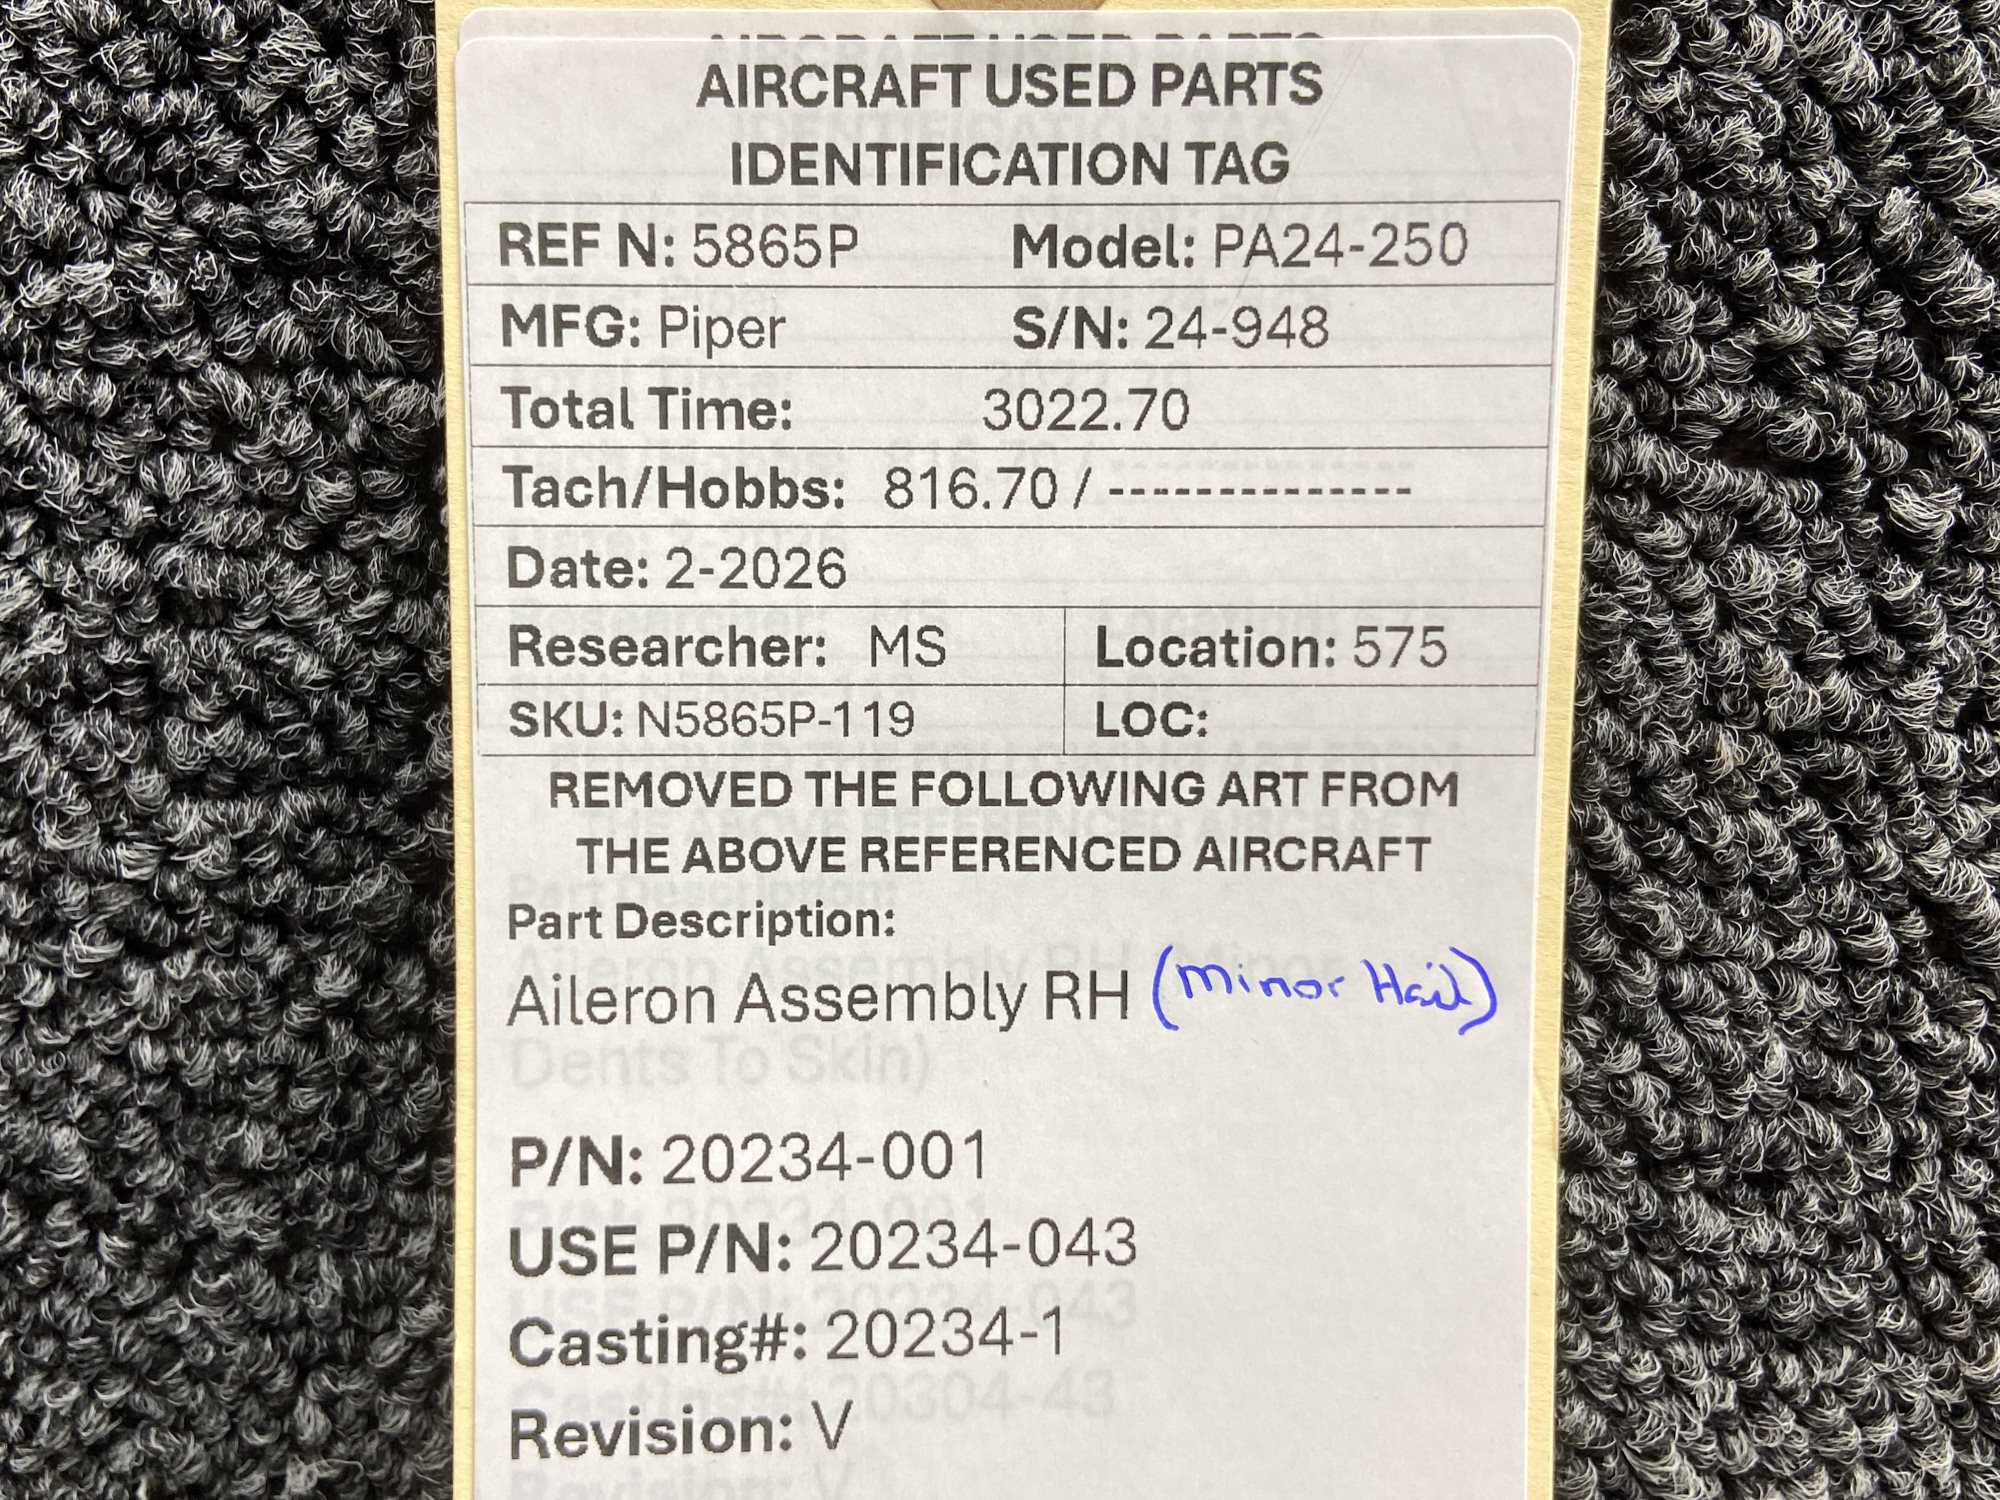 AIRCRAFT USED PARTS
IDENTIFICATION TAG
REF N: 5865P Model: PA24-250
MFG: Piper S/N: 24-948
Total Time: 3022.70
Tach/Hobbs: 816.70 / --------------
Date: 2-2026
Researcher: MS Location: 575
SKU: N5865P-119 LOC:
REMOVED THE FOLLOWING ART FROM
THE ABOVE REFERENCED AIRCRAFT
Part Description:
Aileron Assembly RH (Minor Hail)
Dents To Skin)
P/N: 20234-001
USE P/N: 20234-043
Casting#: 20234-1
Revision: V